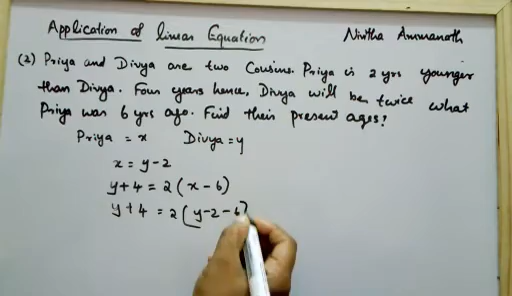 Application of linear Equation
Nivtha Amarnath
(2) Priya and Divya are two Cousins. Priya is 2 yrs younger
than Divya. Four years hence, Divya will be twice what
Priya was 6 yrs ago. Find their present ages?
Priya = x Divya = y
x = y-2
y+4 = 2(x-6)
y+4 = 2(y-2-6)